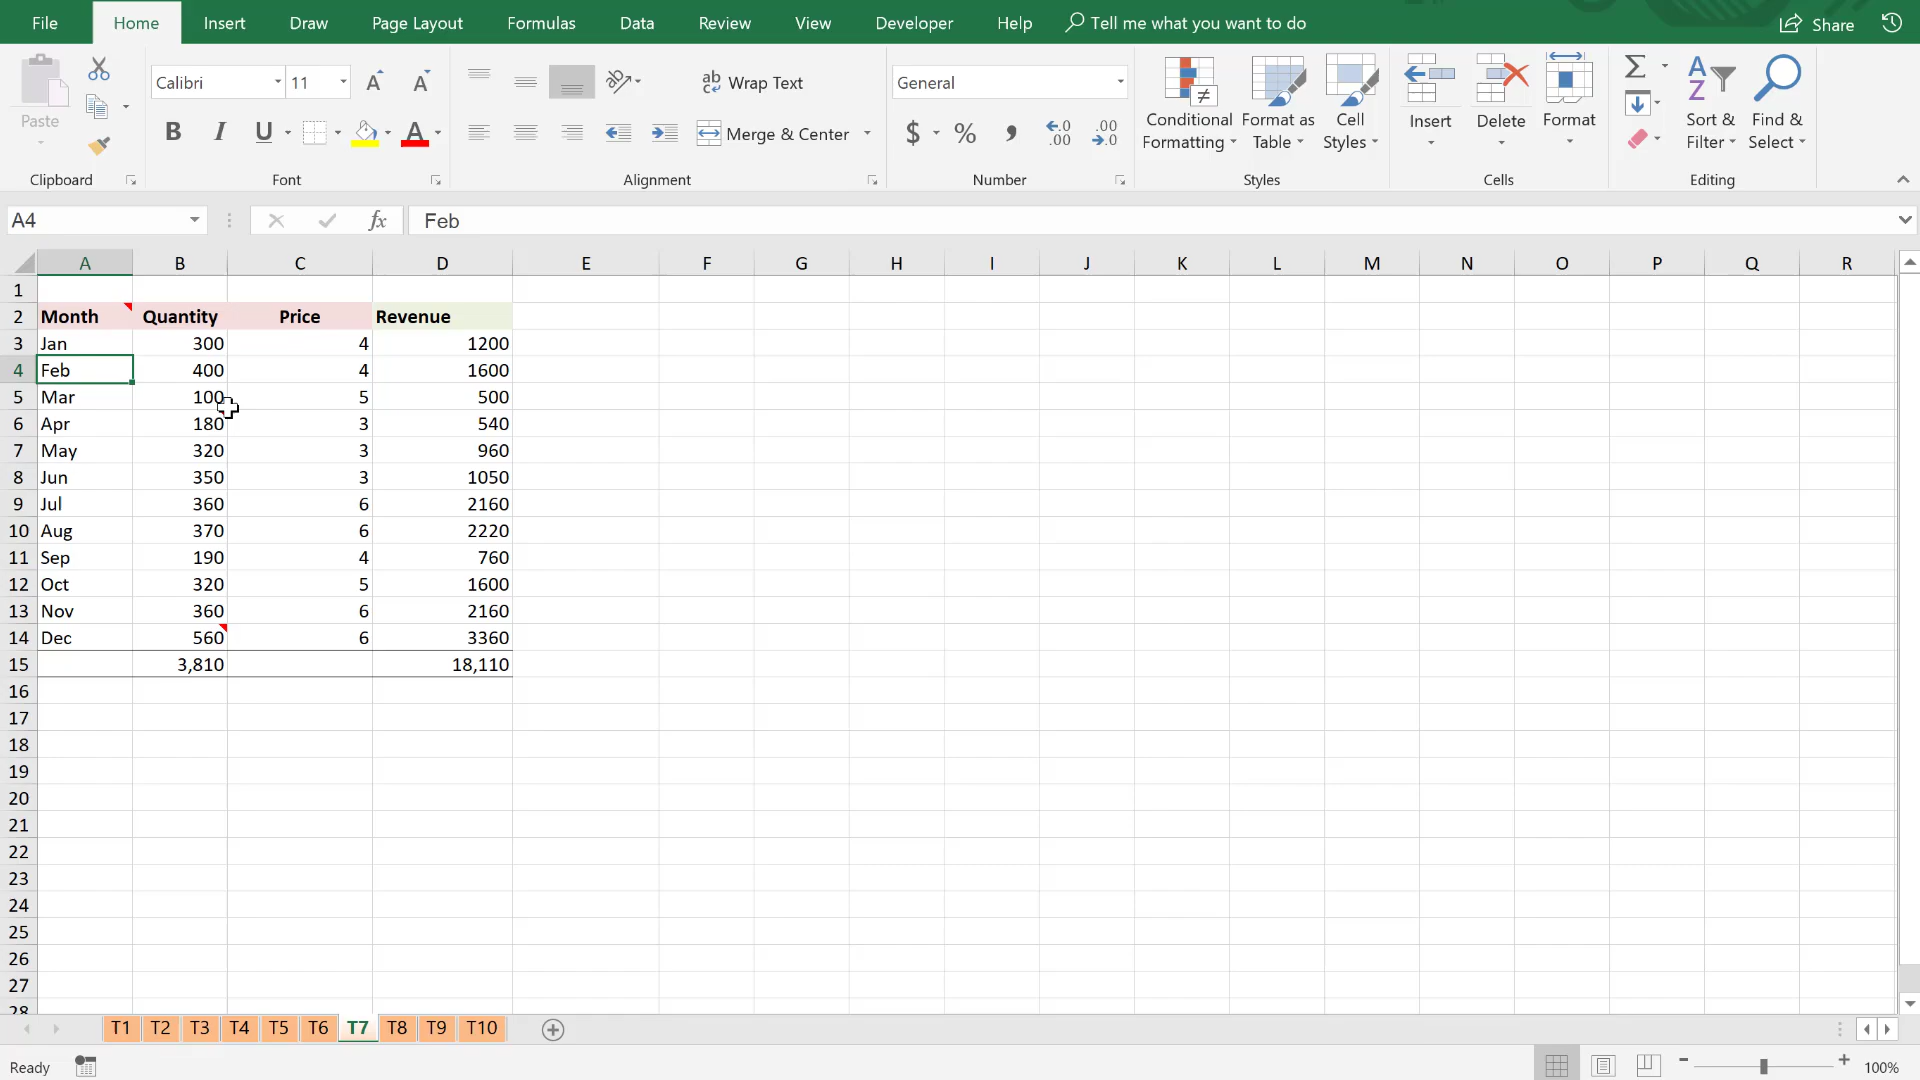 File Home Insert Draw Page Layout Formulas Data Review View Developer Help Tell me what you want to do Share
Calibri 11 ab Wrap Text General
Paste B I U A Merge & Center $ % , .0 .00 .00 .0 Conditional Formatting Format as Table Cell Styles Insert Delete Format Σ A Z Sort & Filter Find & Select
Clipboard Font Alignment Number Styles Cells Editing
A4 fx Feb
A B C D E F G H I J K L M N O P Q R
1
2 Month Quantity Price Revenue
3 Jan 300 4 1200
4 Feb 400 4 1600
5 Mar 100 5 500
6 Apr 180 3 540
7 May 320 3 960
8 Jun 350 3 1050
9 Jul 360 6 2160
10 Aug 370 6 2220
11 Sep 190 4 760
12 Oct 320 5 1600
13 Nov 360 6 2160
14 Dec 560 6 3360
15 3,810 18,110
16
17
18
19
20
21
22
23
24
25
26
27
28
T1 T2 T3 T4 T5 T6 T7 T8 T9 T10
Ready 100%